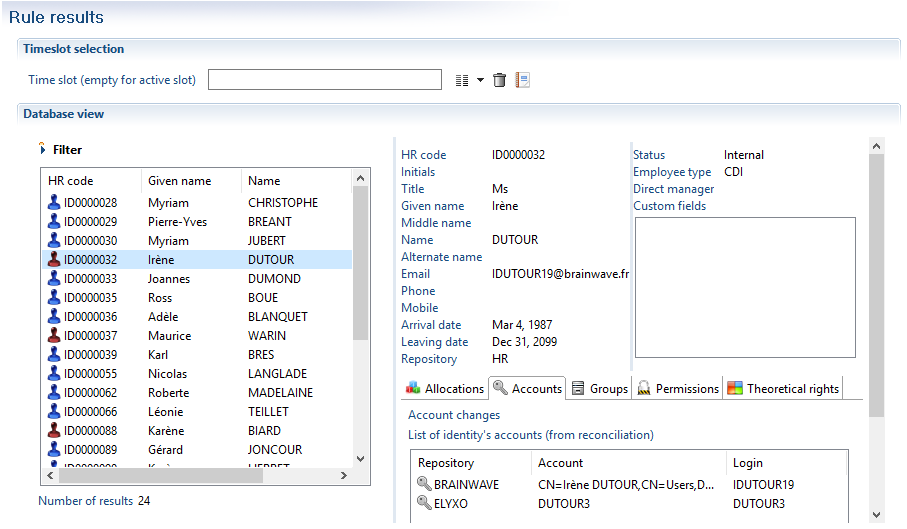 Rule results
Timeslot selection
Time slot (empty for active slot)
Database view
Filter
HR code Given name Name
ID0000028 Myriam CHRISTOPHE
ID0000029 Pierre-Yves BREANT
ID0000030 Myriam JUBERT
ID0000032 Irène DUTOUR
ID0000033 Joannes DUMOND
ID0000035 Ross BOUE
ID0000036 Adèle BLANQUET
ID0000037 Maurice WARIN
ID0000039 Karl BRES
ID0000055 Nicolas LANGLADE
ID0000062 Roberte MADELAINE
ID0000066 Léonie TEILLET
ID0000088 Karène BIARD
ID0000089 Gérard JONCOUR
Number of results 24
HR code ID0000032
Initials
Title Ms
Given name Irène
Middle name
Name DUTOUR
Alternate name
Email IDUTOUR19@brainwave.fr
Phone
Mobile
Arrival date Mar 4, 1987
Leaving date Dec 31, 2099
Repository HR
Status Internal
Employee type CDI
Direct manager
Custom fields
Allocations Accounts Groups Permissions Theoretical rights
Account changes
List of identity's accounts (from reconciliation)
Repository Account Login
BRAINWAVE CN=Irène DUTOUR,CN=Users,D... IDUTOUR19
ELYXO DUTOUR3 DUTOUR3